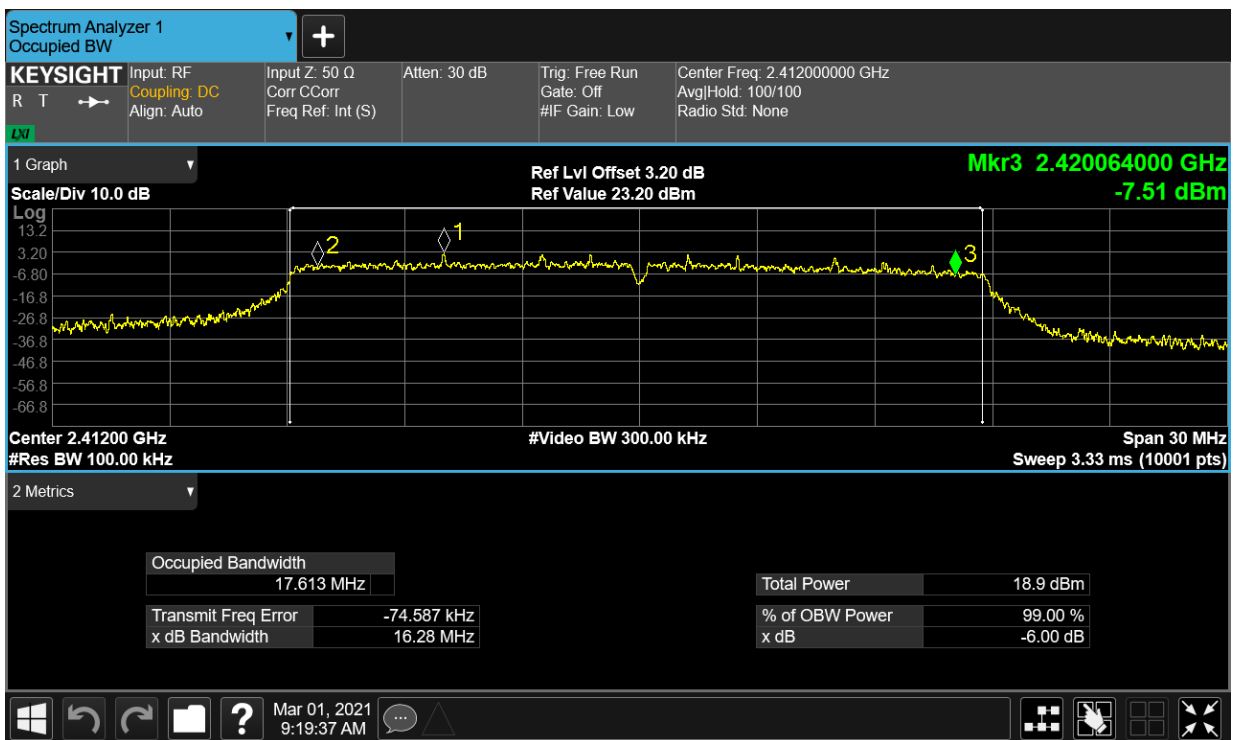 Spectrum Analyzer 1
Occupied BW
KEYSIGHT
R T
LXI
Input: RF
Coupling: DC
Align: Auto
Input Z: 50 Ω
Corr CCorr
Freq Ref: Int (S)
Atten: 30 dB
Trig: Free Run
Gate: Off
#IF Gain: Low
Center Freq: 2.412000000 GHz
Avg|Hold: 100/100
Radio Std: None
1 Graph
Scale/Div 10.0 dB
Ref Lvl Offset 3.20 dB
Ref Value 23.20 dBm
Mkr3 2.420064000 GHz
-7.51 dBm
Log
13.2
3.20
-6.80
-16.8
-26.8
-36.8
-46.8
-56.8
-66.8
2
1
3
Center 2.41200 GHz
#Res BW 100.00 kHz
#Video BW 300.00 kHz
Span 30 MHz
Sweep 3.33 ms (10001 pts)
2 Metrics
Occupied Bandwidth
17.613 MHz
Transmit Freq Error -74.587 kHz
x dB Bandwidth 16.28 MHz
Total Power 18.9 dBm
% of OBW Power 99.00 %
x dB -6.00 dB
?
Mar 01, 2021
9:19:37 AM